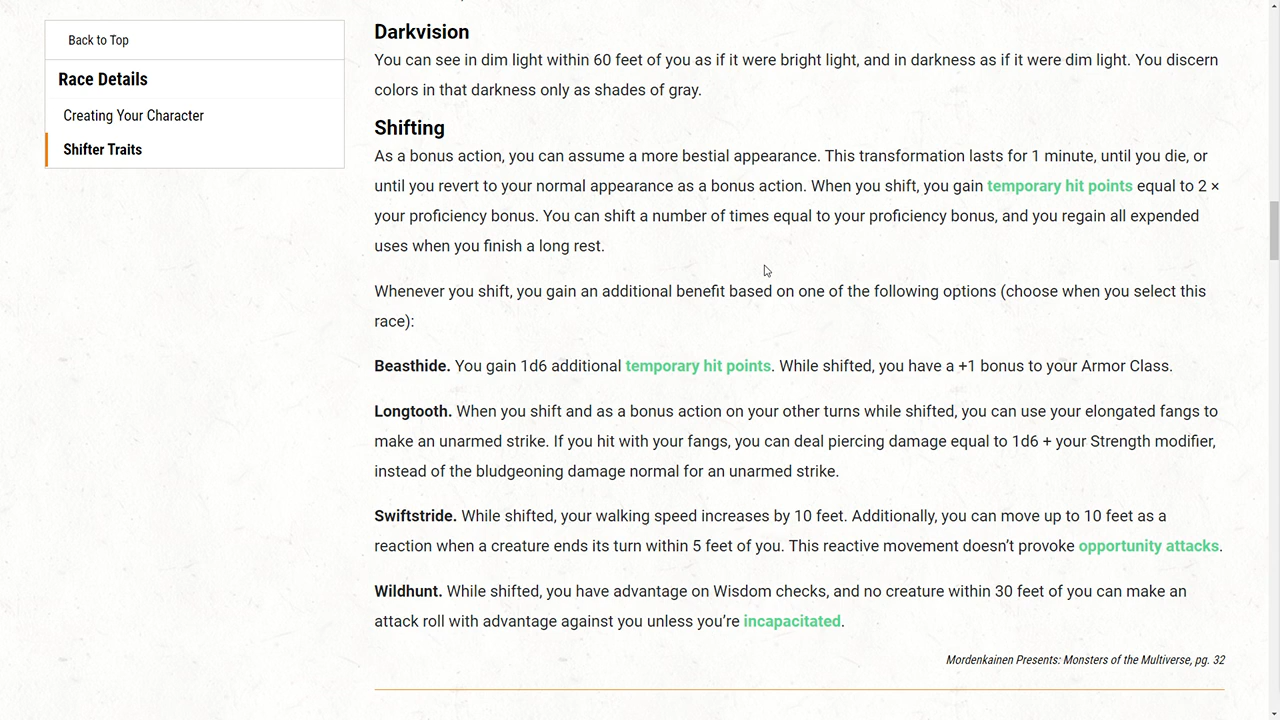 Back to Top
Race Details
Creating Your Character
Shifter Traits
Darkvision
You can see in dim light within 60 feet of you as if it were bright light, and in darkness as if it were dim light. You discern
colors in that darkness only as shades of gray.
Shifting
As a bonus action, you can assume a more bestial appearance. This transformation lasts for 1 minute, until you die, or
until you revert to your normal appearance as a bonus action. When you shift, you gain temporary hit points equal to 2 ×
your proficiency bonus. You can shift a number of times equal to your proficiency bonus, and you regain all expended
uses when you finish a long rest.
Whenever you shift, you gain an additional benefit based on one of the following options (choose when you select this
race):
Beasthide. You gain 1d6 additional temporary hit points. While shifted, you have a +1 bonus to your Armor Class.
Longtooth. When you shift and as a bonus action on your other turns while shifted, you can use your elongated fangs to
make an unarmed strike. If you hit with your fangs, you can deal piercing damage equal to 1d6 + your Strength modifier,
instead of the bludgeoning damage normal for an unarmed strike.
Swiftstride. While shifted, your walking speed increases by 10 feet. Additionally, you can move up to 10 feet as a
reaction when a creature ends its turn within 5 feet of you. This reactive movement doesn’t provoke opportunity attacks.
Wildhunt. While shifted, you have advantage on Wisdom checks, and no creature within 30 feet of you can make an
attack roll with advantage against you unless you’re incapacitated.
Mordenkainen Presents: Monsters of the Multiverse, pg. 32